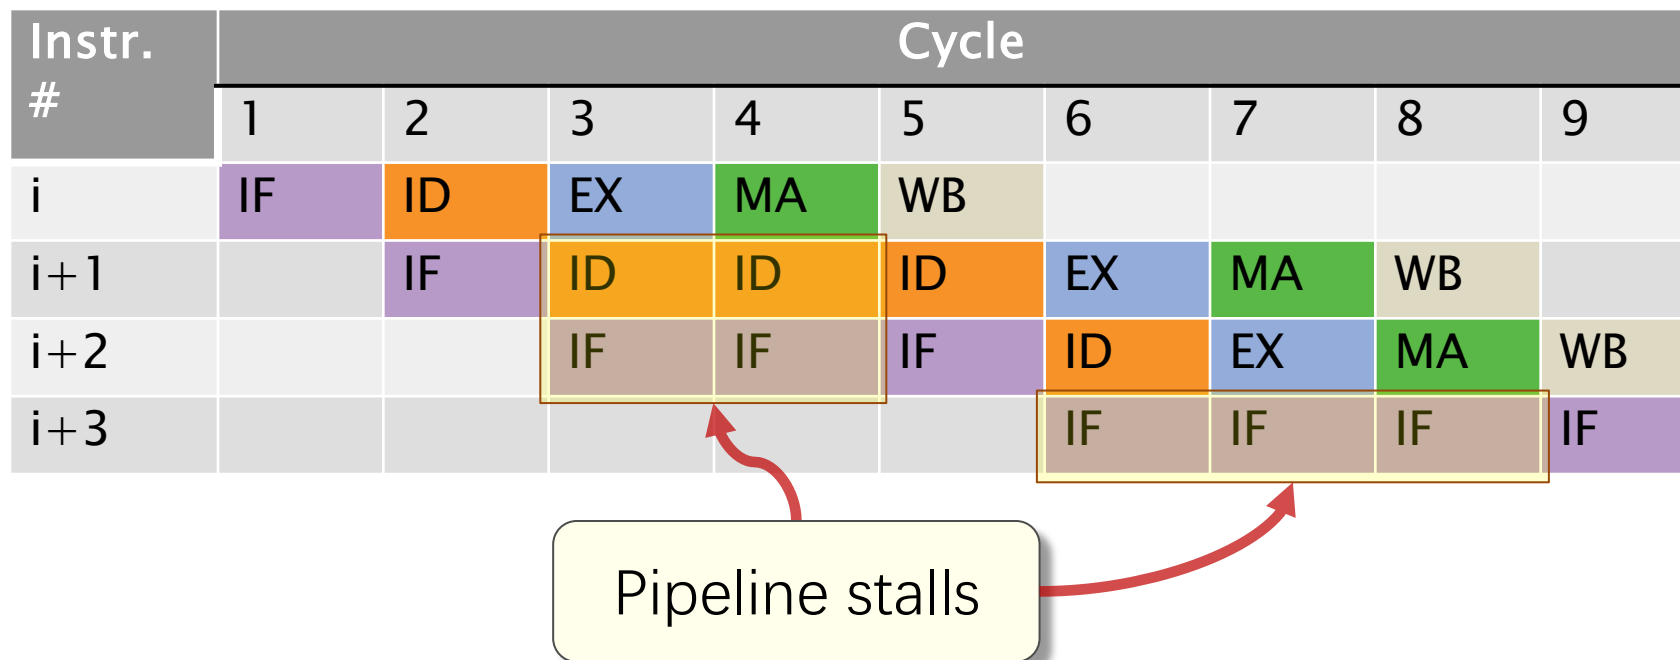 Instr. # Cycle
1 2 3 4 5 6 7 8 9
i IF ID EX MA WB
i+1 IF ID ID ID EX MA WB
i+2 IF IF IF ID EX MA WB
i+3 IF IF IF IF
Pipeline stalls